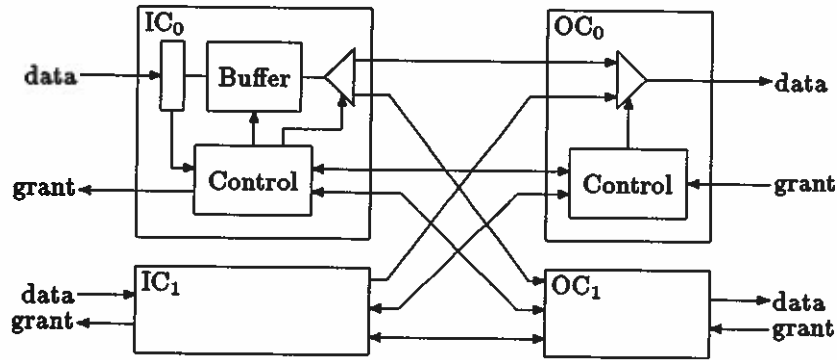 IC0 OC0
data Buffer data
grant Control Control grant
data IC1 OC1 data
grant grant